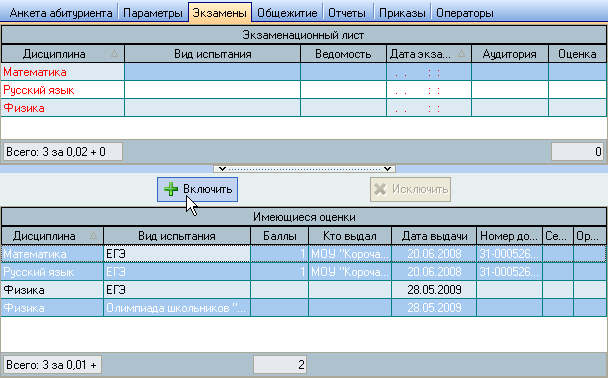 Анкета абитуриента Параметры Экзамены Общежитие Отчеты Приказы Операторы
Экзаменационный лист
Дисциплина Вид испытания Ведомость Дата экза... Аудитория Оценка
Математика . . : :
Русский язык . . : :
Физика . . : :
Всего: 3 за 0,02 + 0 0
Включить Исключить
Имеющиеся оценки
Дисциплина Вид испытания Баллы Кто выдал Дата выдачи Номер до... Се... Ор...
Математика ЕГЭ 1 МОУ "Короча... 20.06.2008 31-000526...
Русский язык ЕГЭ 1 МОУ "Короча... 20.06.2008 31-000526...
Физика ЕГЭ 28.05.2009
Физика Олимпиада школьников "... 28.05.2009
Всего: 3 за 0,01 + 2